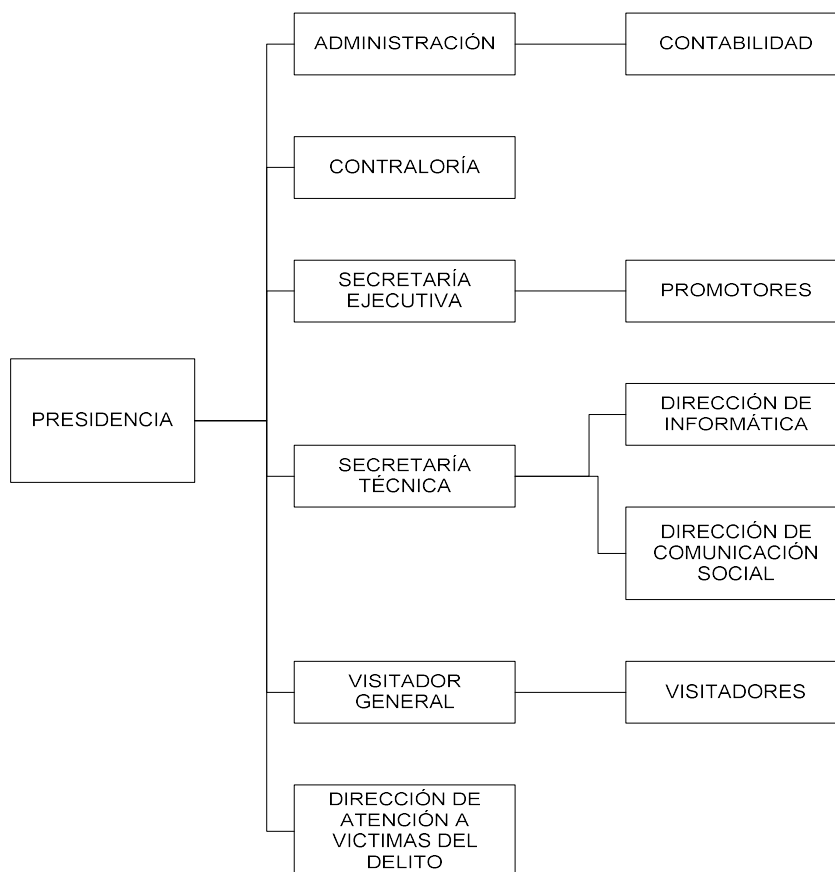 ADMINISTRACIÓN
CONTABILIDAD
CONTRALORÍA
SECRETARÍA
EJECUTIVA
PROMOTORES
PRESIDENCIA
DIRECCIÓN DE
INFORMÁTICA
SECRETARÍA
TÉCNICA
DIRECCIÓN DE
COMUNICACIÓN
SOCIAL
VISITADOR
GENERAL
VISITADORES
DIRECCIÓN DE
ATENCIÓN A
VICTIMAS DEL
DELITO